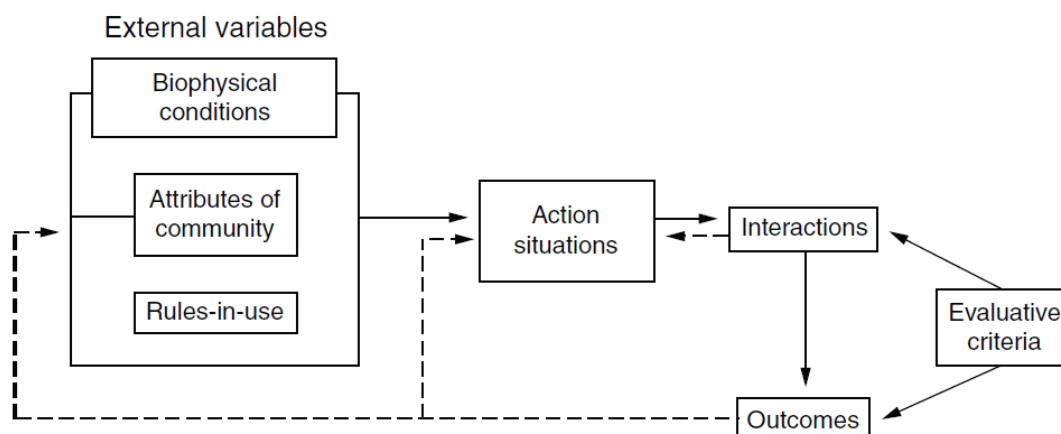 External variables
Biophysical
conditions
Attributes of
community
Rules-in-use
Action
situations
Interactions
Evaluative
criteria
Outcomes